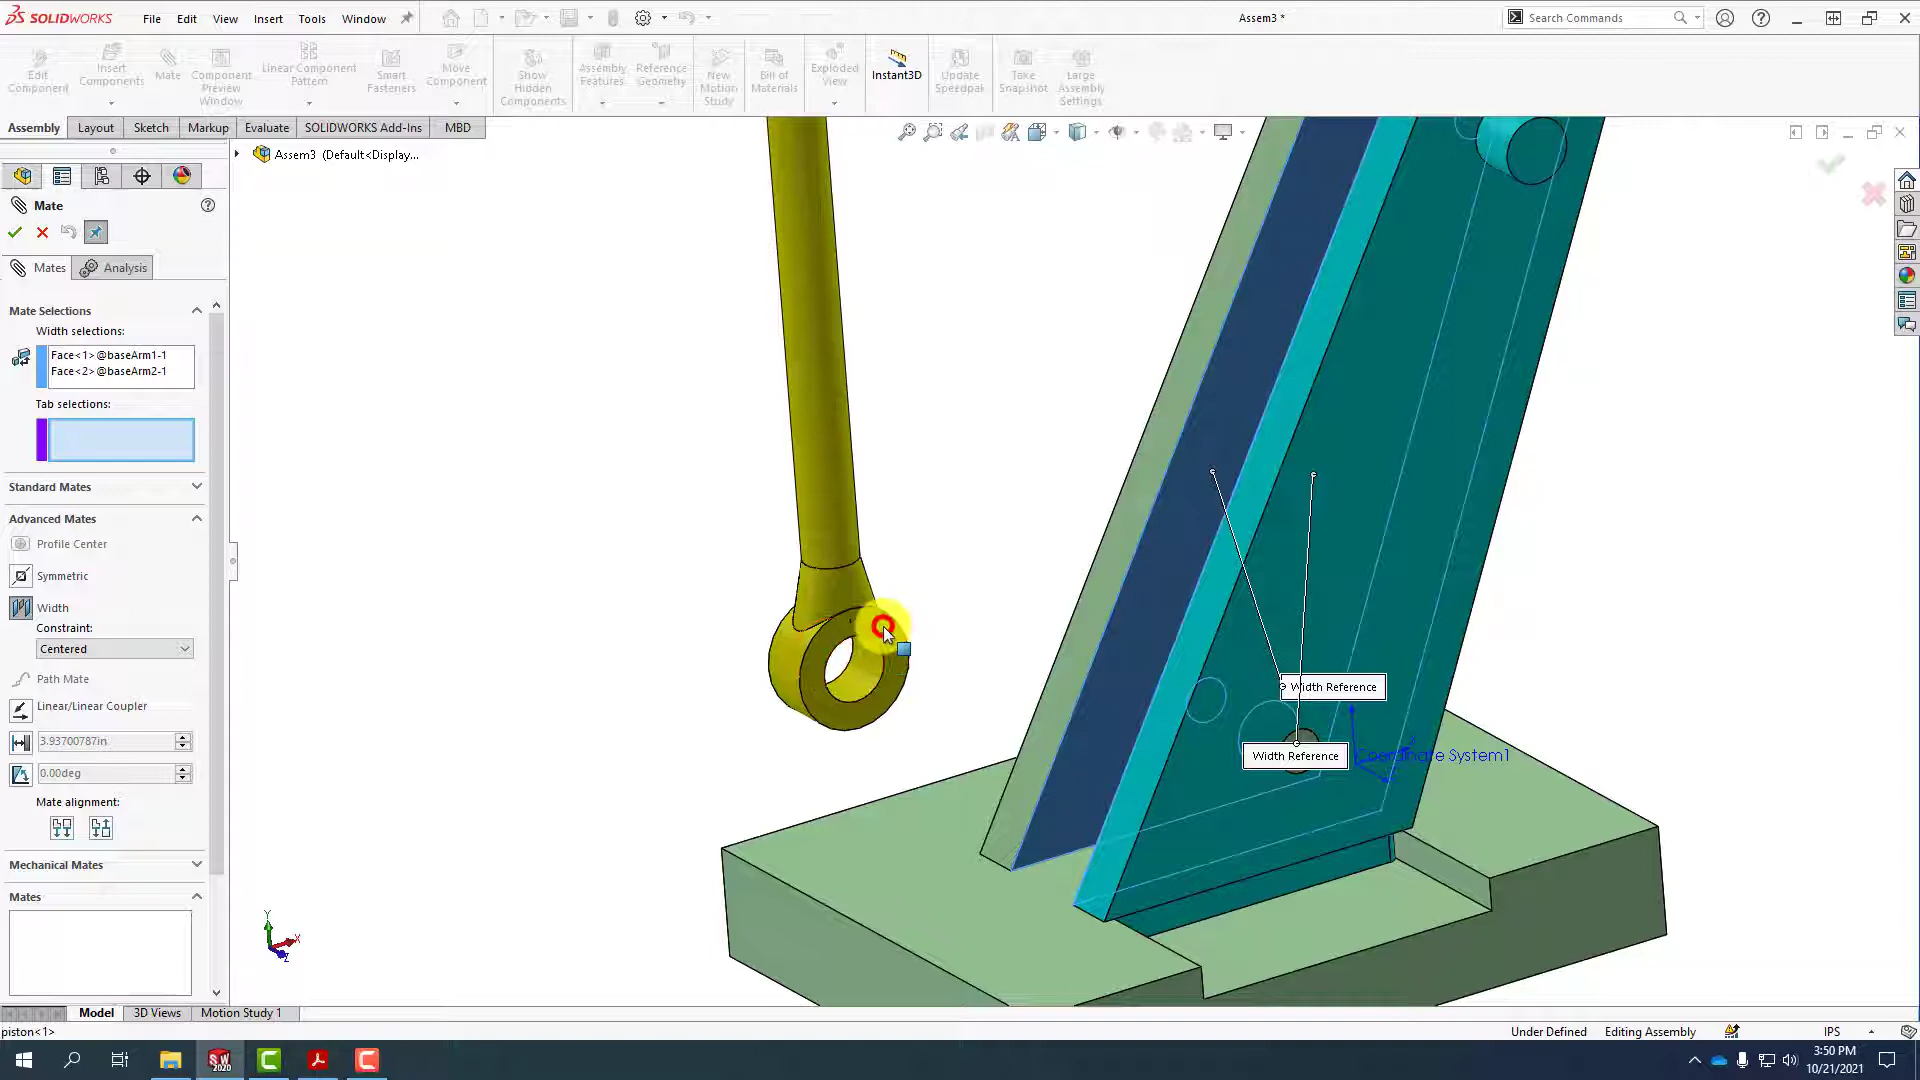 SOLIDWORKS
File Edit View Insert Tools Window
Assem3 *
Search Commands
Edit Component
Insert Components
Mate
Component Preview Window
Linear Component Pattern
Smart Fasteners
Move Component
Show Hidden Components
Assembly Features
Reference Geometry
New Motion Study
Bill of Materials
Exploded View
Instant3D
Update Speedpak
Take Snapshot
Large Assembly Settings
Assembly Layout Sketch Markup Evaluate SOLIDWORKS Add-Ins MBD
Assem3 (Default<Display...
Mate
Mates Analysis
Mate Selections
Width selections:
Face<1>@baseArm1-1
Face<2>@baseArm2-1
Tab selections:
Standard Mates
Advanced Mates
Profile Center
Symmetric
Width
Constraint:
Centered
Path Mate
Linear/Linear Coupler
3.93700787in
0.00deg
Mate alignment:
Mechanical Mates
Mates
Width Reference
Width Reference
Coordinate System1
Y
X
Z
Model 3D Views Motion Study 1
piston<1>
Under Defined Editing Assembly IPS
SW 2020
3:50 PM
10/21/2021